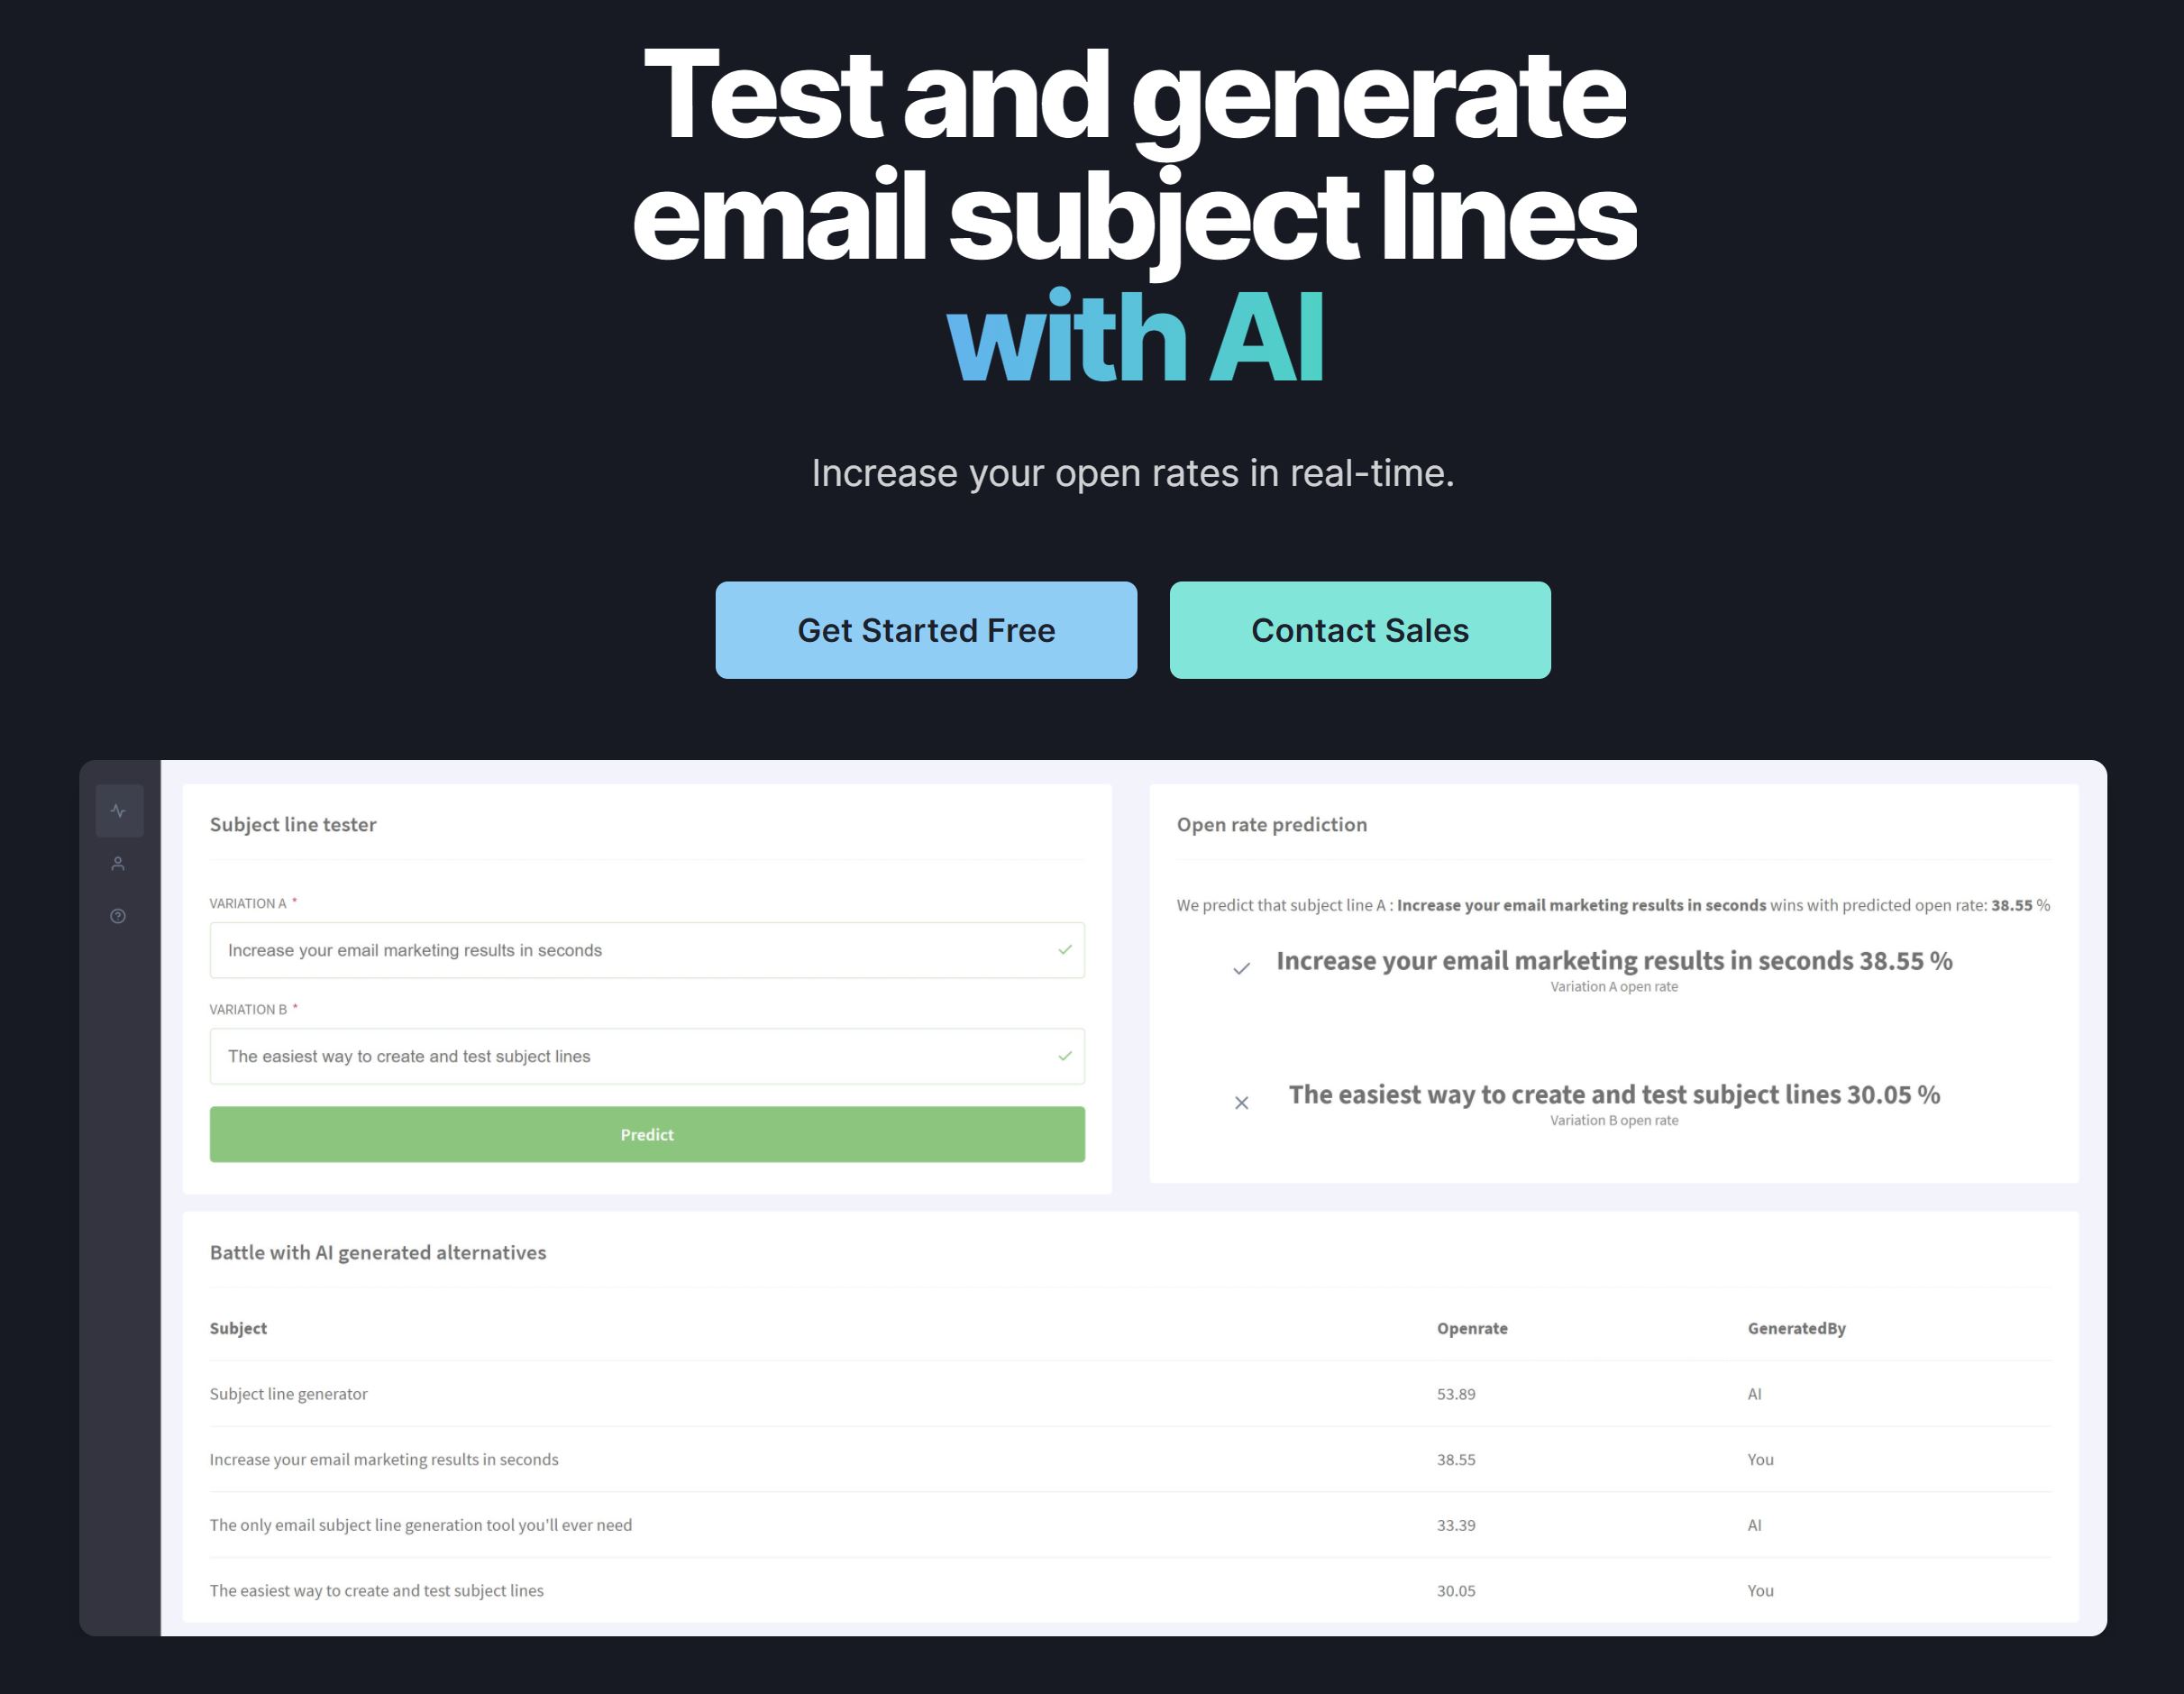 Test and generate
email subject lines
with AI
Increase your open rates in real-time.
Get Started Free
Contact Sales
Subject line tester
VARIATION A *
Increase your email marketing results in seconds
VARIATION B *
The easiest way to create and test subject lines
Predict
Open rate prediction
We predict that subject line A : Increase your email marketing results in seconds wins with predicted open rate: 38.55 %
Increase your email marketing results in seconds 38.55 %
Variation A open rate
The easiest way to create and test subject lines 30.05 %
Variation B open rate
Battle with AI generated alternatives
Subject Openrate GeneratedBy
Subject line generator 53.89 AI
Increase your email marketing results in seconds 38.55 You
The only email subject line generation tool you'll ever need 33.39 AI
The easiest way to create and test subject lines 30.05 You